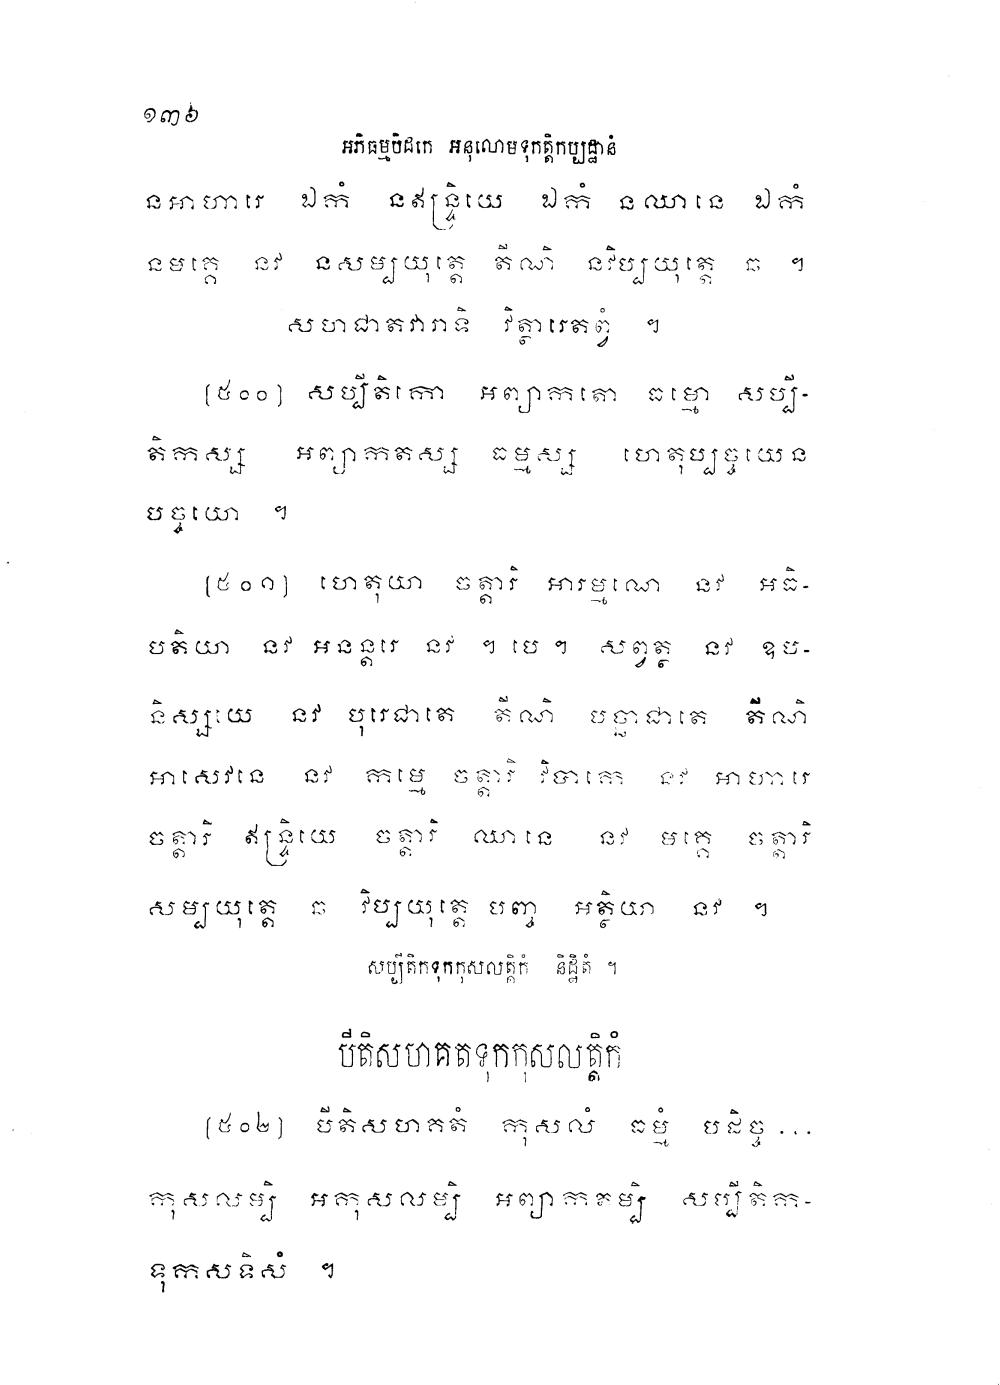 ១៣៦
អភិធម្មបិដកេ អនុលោមទុកត្តិកប្បដ្ឋានំ
នអាហារេ ឯកំ នឥន្ទ្រិយេ ឯកំ នឈានេ ឯកំ
នមគ្គេ នវ នសម្បយុត្តេ តីណិ នវិប្បយុត្តេ ឆ ។
សហជាតវារាទិ វិត្ថារេតព្វំ ។
[៥០០] សប្បីតិកោ អព្យាកតោ ធម្មោ សប្បី-
តិកស្ស អព្យាកតស្ស ធម្មស្ស ហេតុប្បច្ចយេន
បច្ចយោ ។
[៥០១] ហេតុយា ចត្តារិ អារម្មណេ នវ អធិ-
បតិយា នវ អនន្តរេ នវ ។ បេ ។ សព្វត្ថ នវ ឧប-
និស្សយេ នវ បុរេជាតេ តីណិ បច្ឆាជាតេ តីណិ
អាសេវនេ នវ កម្មេ ចត្តារិ វិបាកេ នវ អាហារេ
ចត្តារិ ឥន្ទ្រិយេ ចត្តារិ ឈានេ នវ មគ្គេ ចត្តារិ
សម្បយុត្តេ ឆ វិប្បយុត្តេ បញ្ច អត្ថិយា នវ ។
សប្បីតិកទុកកុសលត្តិកំ និដ្ឋិតំ ។
បីតិសហគតទុកកុសលត្តិកំ
[៥០២] បីតិសហគតំ កុសលំ ធម្មំ បដិច្ច ...
កុសលម្បិ អកុសលម្បិ អព្យាកតម្បិ សប្បីតិក-
ទុកសទិសំ ។